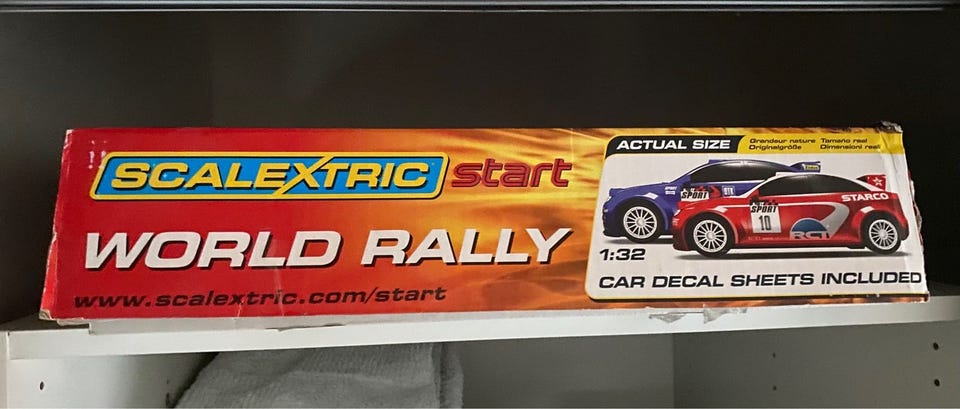 SCALEXTRIC start
WORLD RALLY
www.scalextric.com/start
ACTUAL SIZE
Grandeur nature Tamaño real
Originalgröße Dimensioni reali
STARCO
SPORT
10
RCT
1:32
CAR DECAL SHEETS INCLUDED